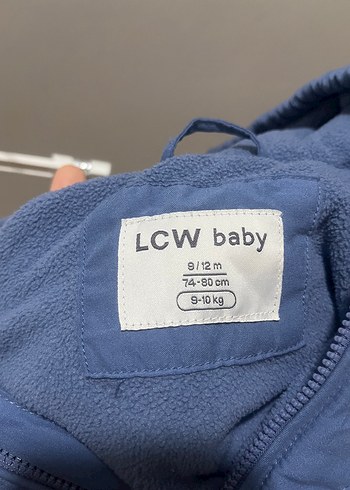 LCW baby
9/12 m
74-80 cm
9-10 kg